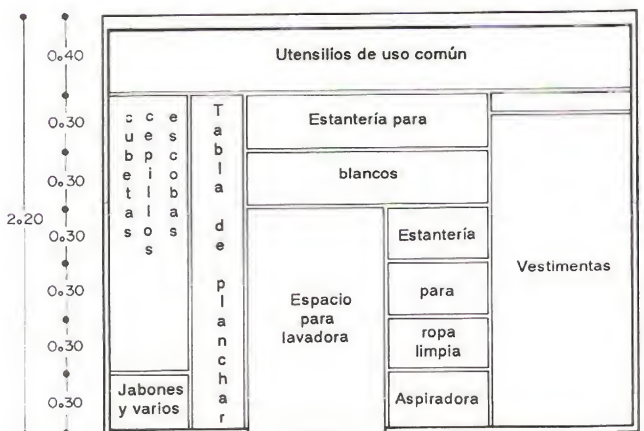 2.20
0.40
0.30
0.30
0.30
0.30
0.30
0.30
Utensilios de uso común
cubetas
cepillos
escobas
Tabla de planchar
Estantería para
blancos
Estantería
para
ropa
limpia
Aspiradora
Espacio
para
lavadora
Vestimentas
Jabones
y varios